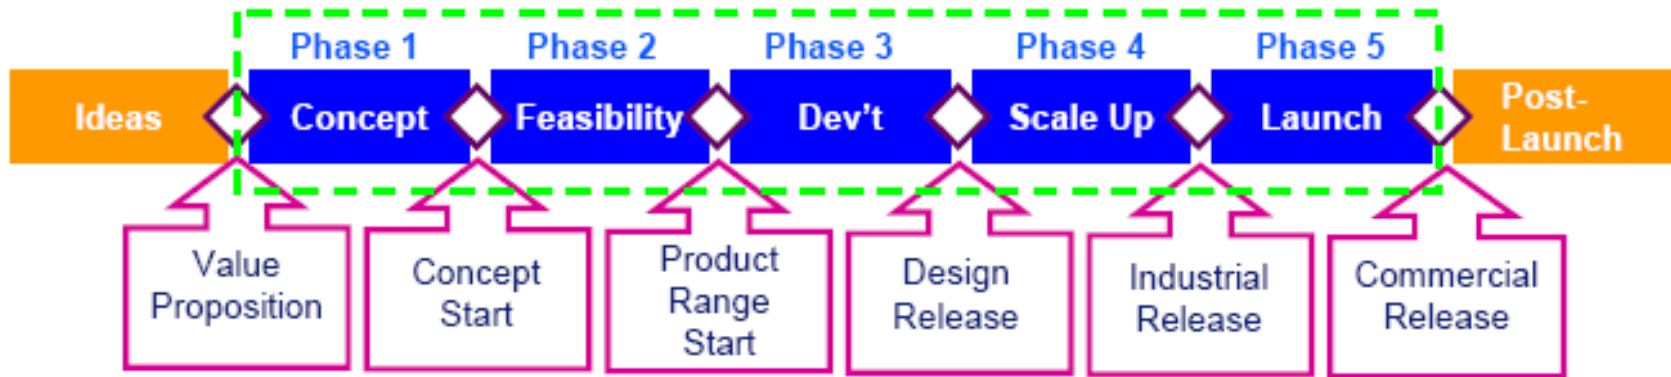 Phase 1 Phase 2 Phase 3 Phase 4 Phase 5
Ideas Concept Feasibility Dev't Scale Up Launch Post-
Launch
Value
Proposition
Concept
Start
Product
Range
Start
Design
Release
Industrial
Release
Commercial
Release